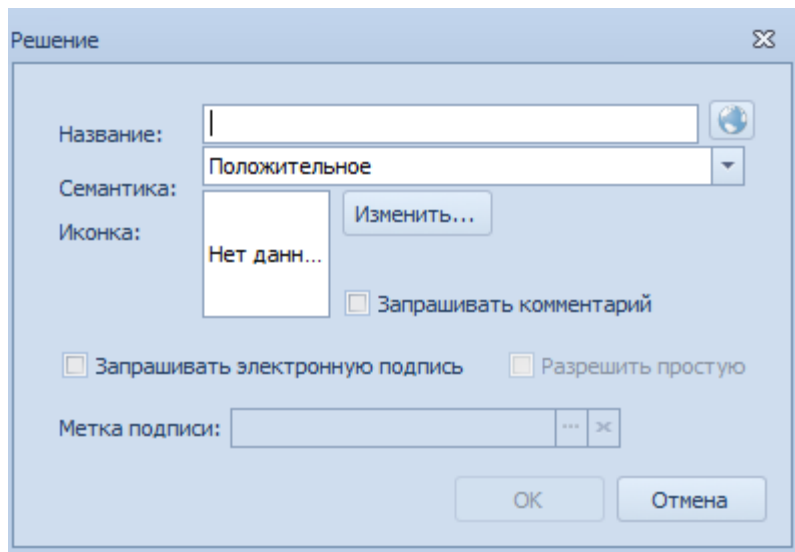 Решение
Название:
Положительное
Семантика:
Иконка:
Изменить...
Нет данн...
Запрашивать комментарий
Запрашивать электронную подпись Разрешить простую
Метка подписи: ...
OK Отмена